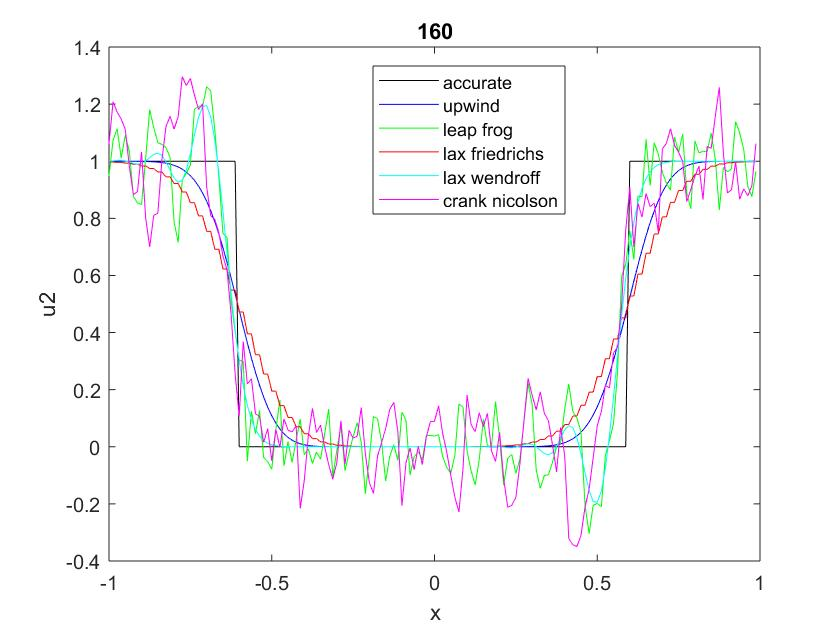 160
1.4
1.2
1
0.8
0.6
0.4
0.2
0
-0.2
-0.4
u2
accurate
upwind
leap frog
lax friedrichs
lax wendroff
crank nicolson
-1
-0.5
0
0.5
1
x